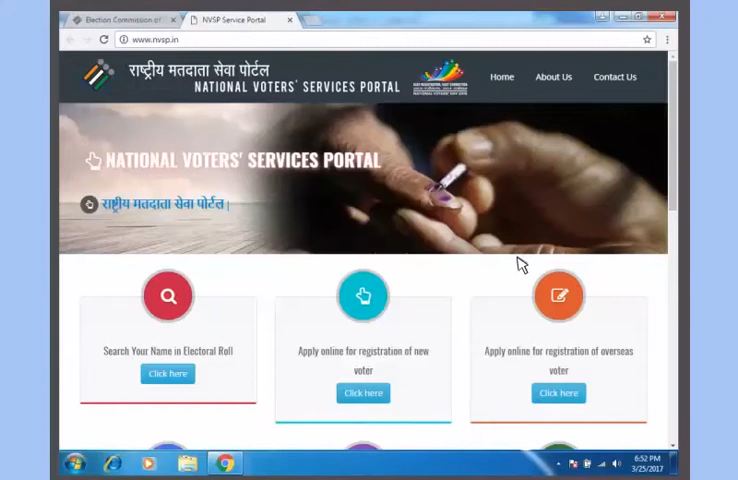 Election Commission of
NVSP Service Portal
www.nvsp.in
राष्ट्रीय मतदाता सेवा पोर्टल
NATIONAL VOTERS' SERVICES PORTAL
Home
About Us
Contact Us
NATIONAL VOTERS' SERVICES PORTAL
राष्ट्रीय मतदाता सेवा पोर्टल|
Search Your Name in Electoral Roll
Click here
Apply online for registration of new
voter
Click here
Apply online for registration of overseas
voter
Click here
6:52 PM
3/25/2017